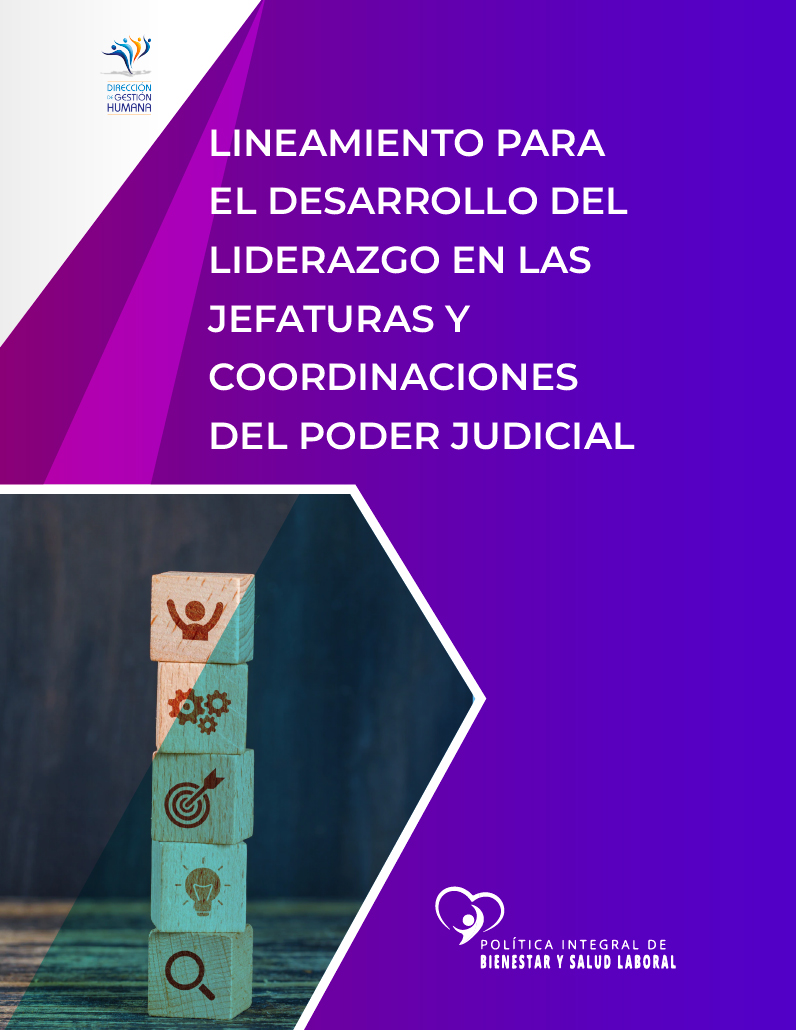 DIRECCIÓN
DE GESTIÓN
HUMANA
LINEAMIENTO PARA
EL DESARROLLO DEL
LIDERAZGO EN LAS
JEFATURAS Y
COORDINACIONES
DEL PODER JUDICIAL
POLÍTICA INTEGRAL DE
BIENESTAR Y SALUD LABORAL